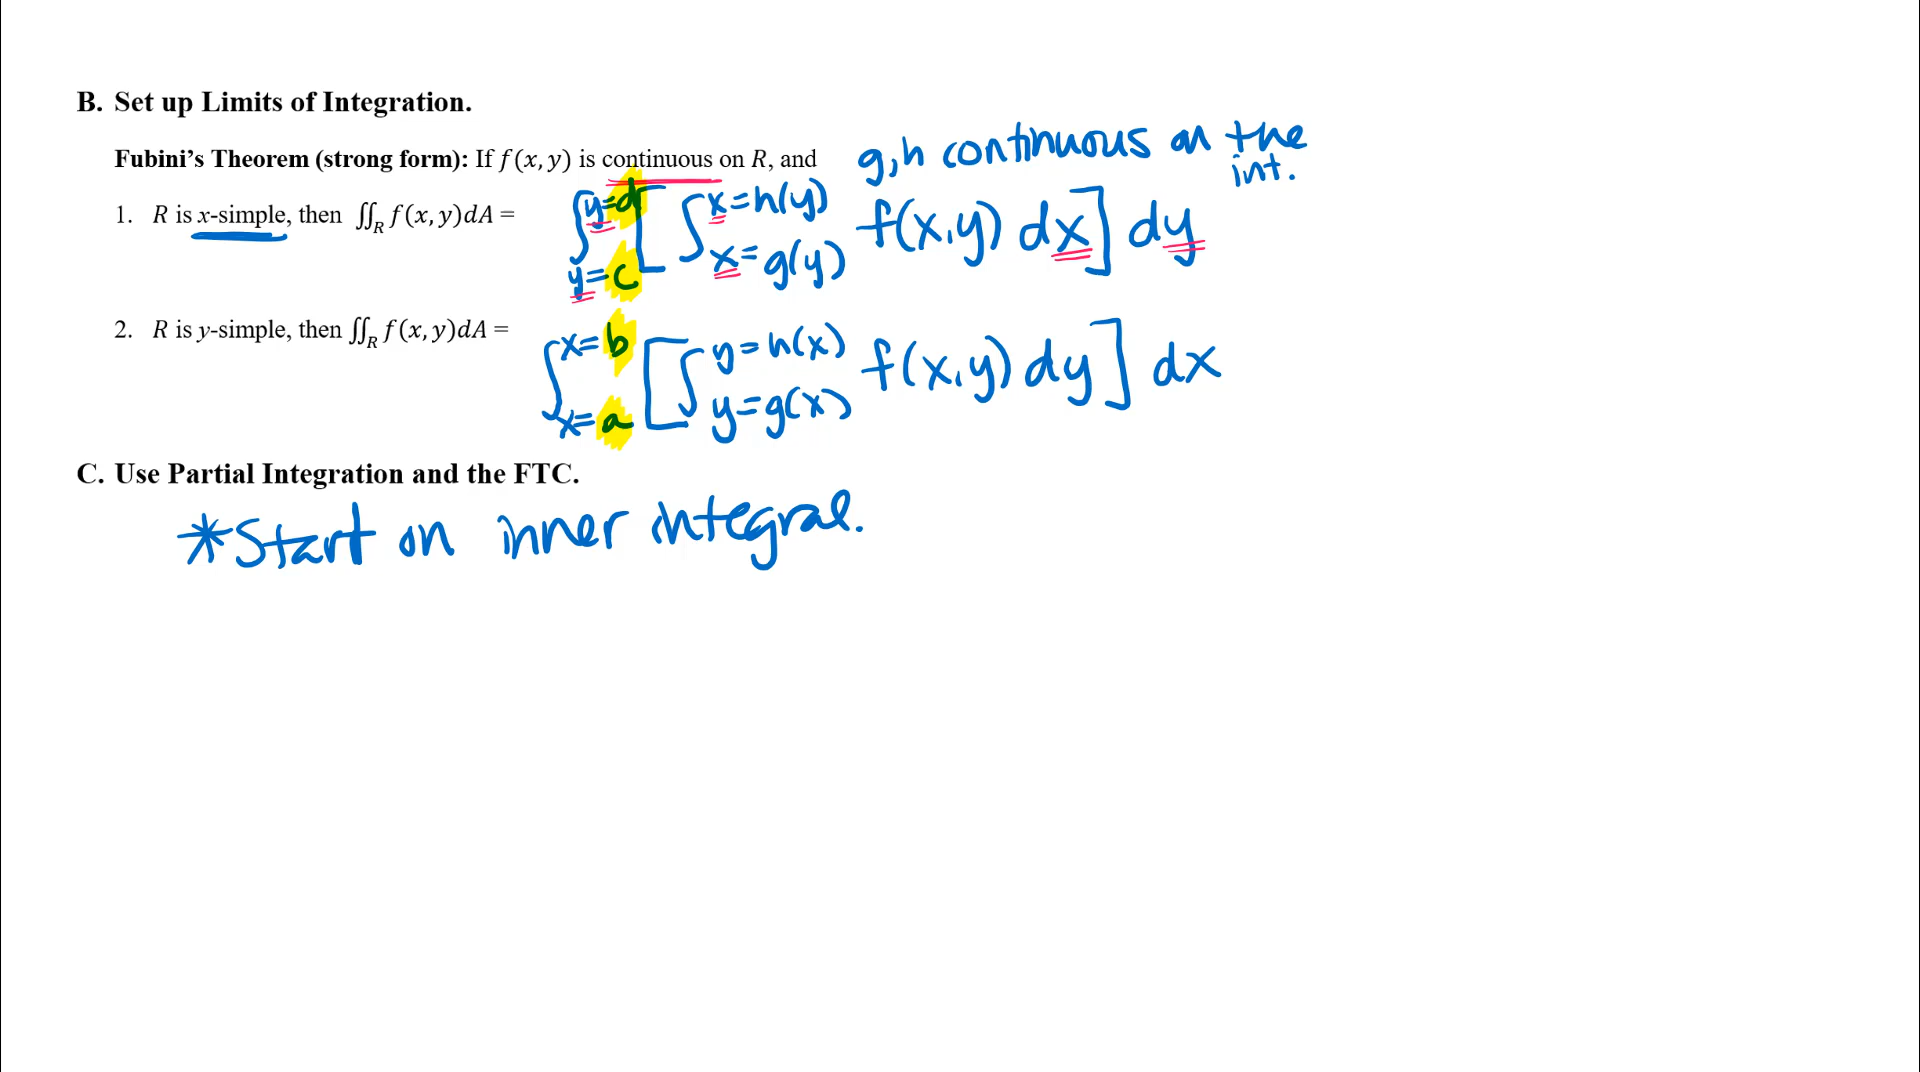 B. Set up Limits of Integration.
Fubini's Theorem (strong form): If f(x, y) is continuous on R, and g,h continuous on the int.
1. R is x-simple, then ∬_R f(x, y)dA = ∫_{y=c}^{y=d} [ ∫_{x=g(y)}^{x=h(y)} f(x,y) dx ] dy
2. R is y-simple, then ∬_R f(x, y)dA = ∫_{x=a}^{x=b} [ ∫_{y=g(x)}^{y=h(x)} f(x,y) dy ] dx
C. Use Partial Integration and the FTC.
*Start on inner integral.